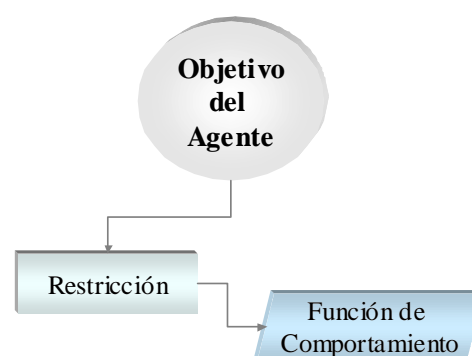 Objetivo
del
Agente
Restricción
Función de
Comportamiento